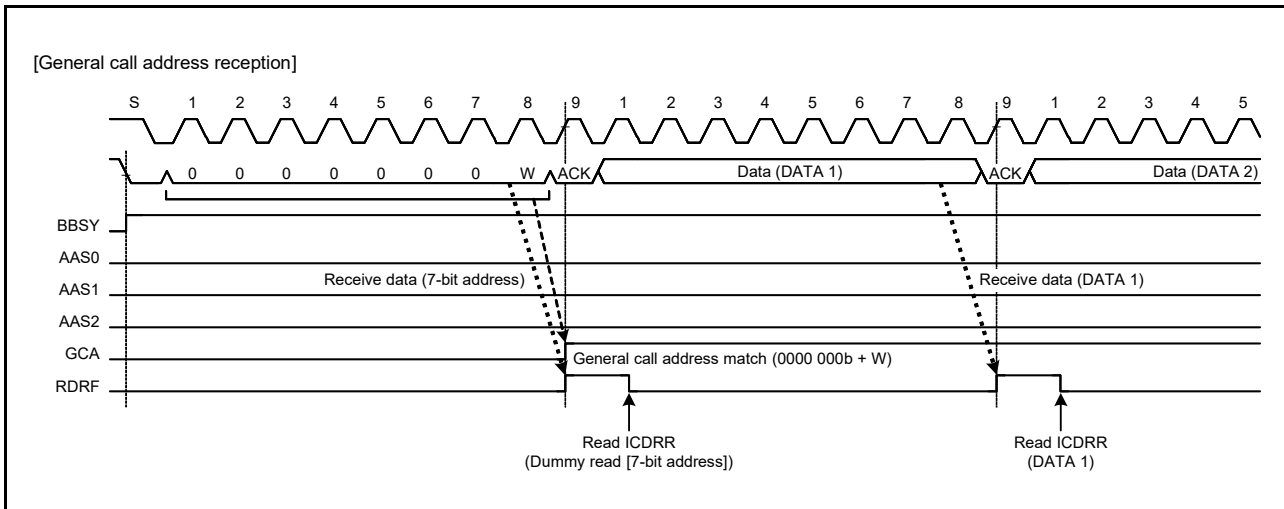 [General call address reception]
S 1 2 3 4 5 6 7 8 9 1 2 3 4 5 6 7 8 9 1 2 3 4 5
0 0 0 0 0 0 0 W ACK Data (DATA 1) ACK Data (DATA 2)
BBSY
AAS0
Receive data (7-bit address) Receive data (DATA 1)
AAS1
AAS2
GCA General call address match (0000 000b + W)
RDRF
Read ICDRR
(Dummy read [7-bit address])
Read ICDRR
(DATA 1)